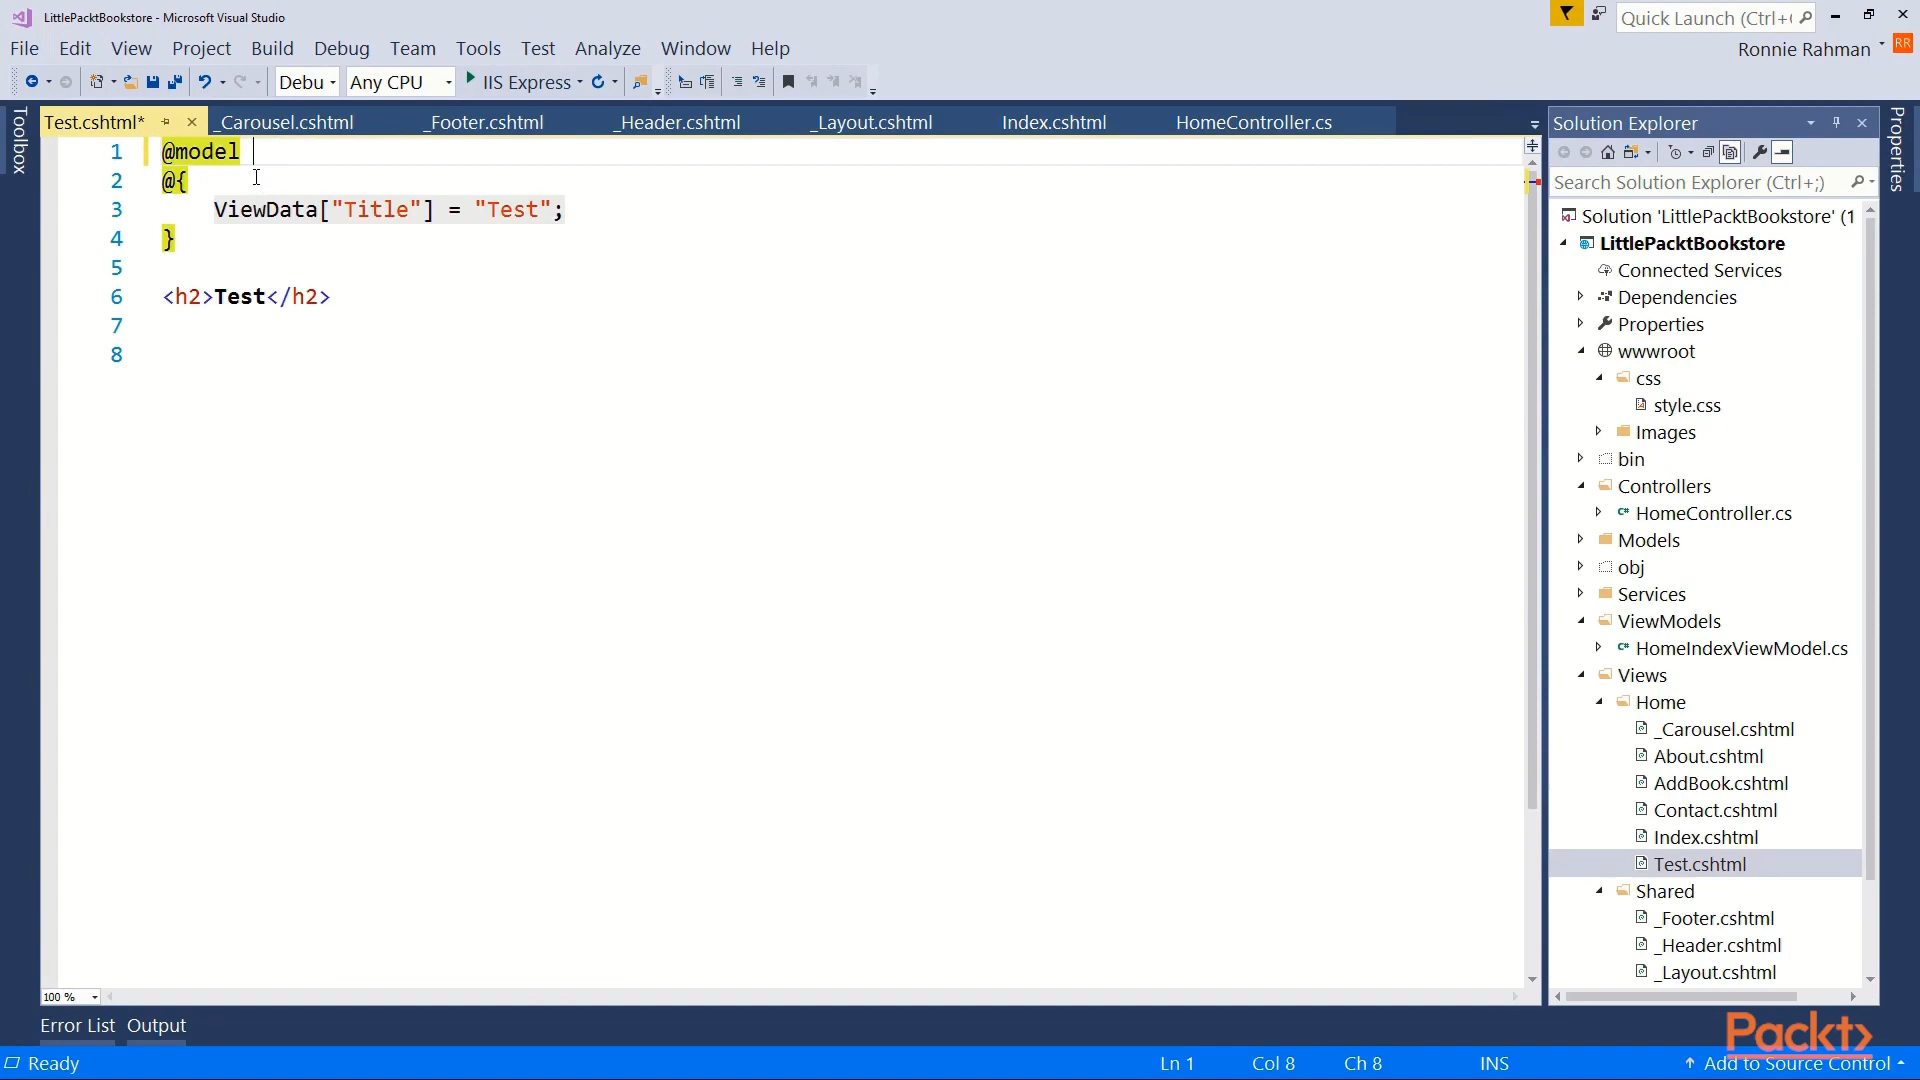 LittlePacktBookstore - Microsoft Visual Studio
Quick Launch (Ctrl+
File Edit View Project Build Debug Team Tools Test Analyze Window Help
Ronnie Rahman RR
Debu Any CPU IIS Express
Toolbox
Test.cshtml* _Carousel.cshtml _Footer.cshtml _Header.cshtml _Layout.cshtml Index.cshtml HomeController.cs
1 @model
2 @{
3 ViewData["Title"] = "Test";
4 }
5
6 <h2>Test</h2>
7
8
100 %
Solution Explorer
Search Solution Explorer (Ctrl+;)
Solution 'LittlePacktBookstore' (1
LittlePacktBookstore
Connected Services
Dependencies
Properties
wwwroot
css
style.css
Images
bin
Controllers
C# HomeController.cs
Models
obj
Services
ViewModels
C# HomeIndexViewModel.cs
Views
Home
_Carousel.cshtml
About.cshtml
AddBook.cshtml
Contact.cshtml
Index.cshtml
Test.cshtml
Shared
_Footer.cshtml
_Header.cshtml
_Layout.cshtml
Properties
Error List Output
Packt>
Ready Ln 1 Col 8 Ch 8 INS Add to Source Control